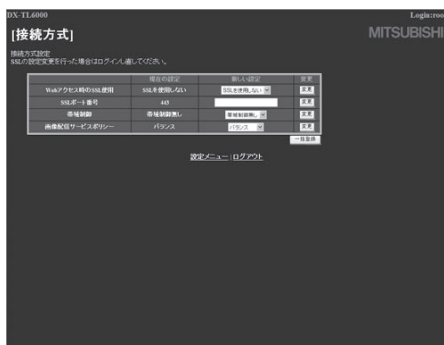 DX-TL6000
Login:roo
[接続方式]
MITSUBISHI
接続方式設定
SSLの設定変更を行った場合はログインし直してください。
現在の設定 新しい設定 変更
Webアクセス時のSSL使用 SSLを使用しない SSLを使用しない 変更
SSLポート番号 443 変更
帯域制御 帯域制御無し 帯域制御無し 変更
画像配信サービスポリシー バランス バランス 変更
一括登録
設定メニュー | ログアウト